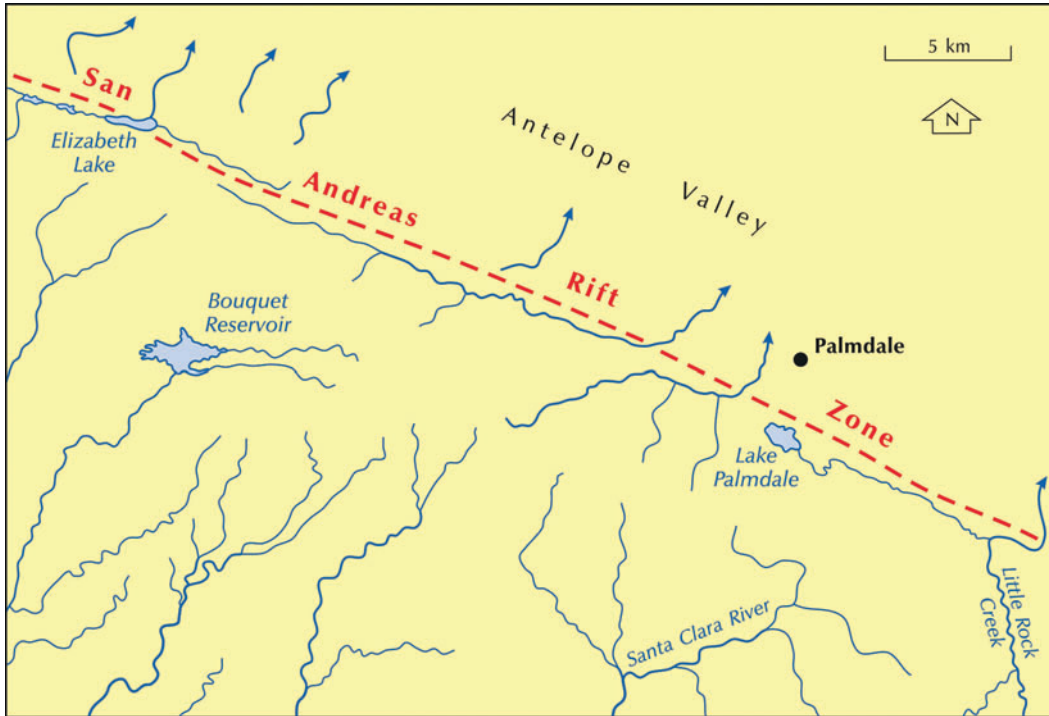 San
5 km
N
Elizabeth
Lake
Antelope
Valley
Andreas
Rift
Bouquet
Reservoir
Palmdale
Zone
Lake
Palmdale
Little Rock
Creek
Santa Clara River